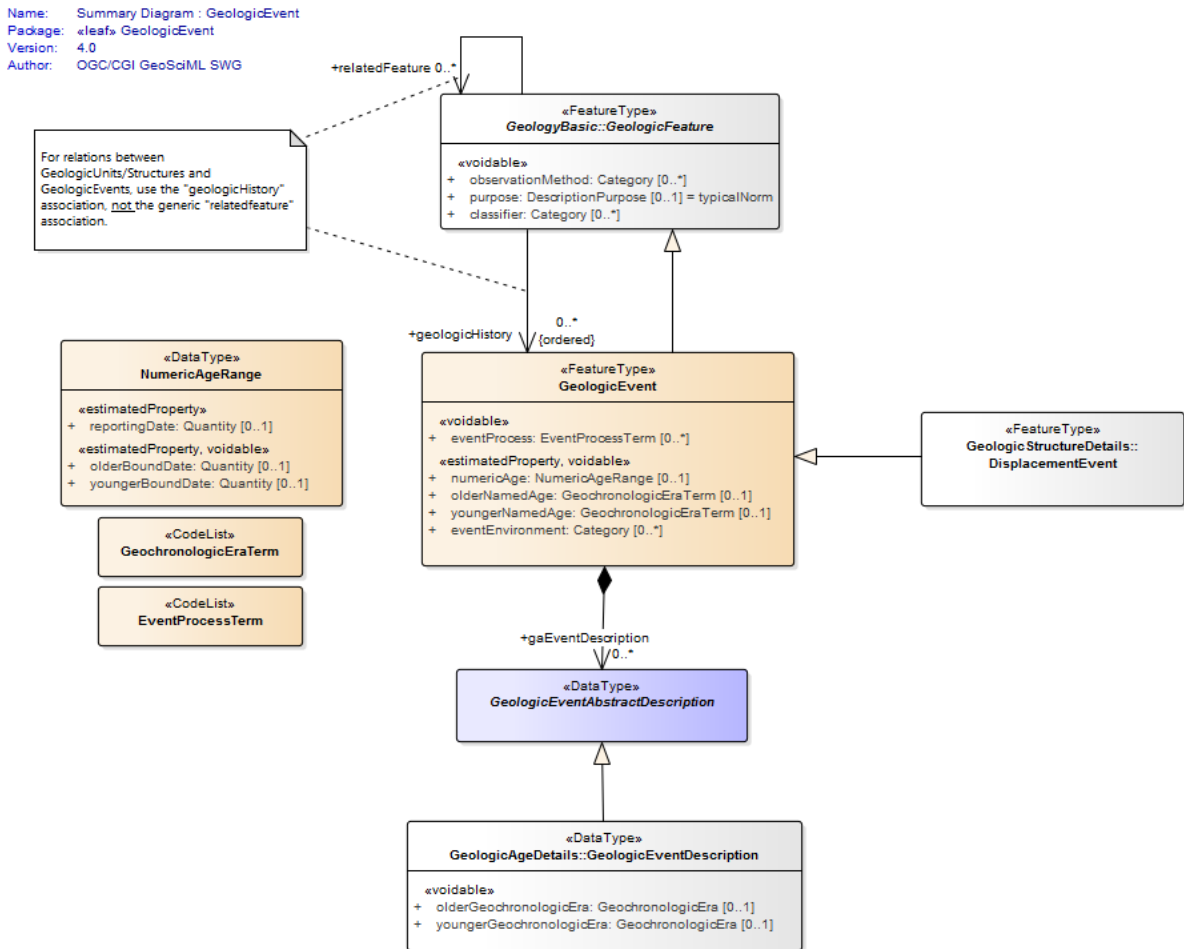 Name: Summary Diagram : GeologicEvent
Package: «leaf» GeologicEvent
Version: 4.0
Author: OGC/CGI GeoSciML SWG
+relatedFeature 0..*
«FeatureType»
GeologyBasic::GeologicFeature
«voidable»
+ observationMethod: Category [0..*]
+ purpose: DescriptionPurpose [0..1] = typicalNorm
+ classifier: Category [0..*]
For relations between
GeologicUnits/Structures and
GeologicEvents, use the "geologicHistory"
association, not the generic "relatedfeature"
association.
+geologicHistory
0..*
{ordered}
«DataType»
NumericAgeRange
«estimatedProperty»
+ reportingDate: Quantity [0..1]
«estimatedProperty, voidable»
+ olderBoundDate: Quantity [0..1]
+ youngerBoundDate: Quantity [0..1]
«FeatureType»
GeologicEvent
«voidable»
+ eventProcess: EventProcessTerm [0..*]
«estimatedProperty, voidable»
+ numericAge: NumericAgeRange [0..1]
+ olderNamedAge: GeochronologicEraTerm [0..1]
+ youngerNamedAge: GeochronologicEraTerm [0..1]
+ eventEnvironment: Category [0..*]
«FeatureType»
GeologicStructureDetails::
DisplacementEvent
«CodeList»
GeochronologicEraTerm
«CodeList»
EventProcessTerm
+gaEventDescription
0..*
«DataType»
GeologicEventAbstractDescription
«DataType»
GeologicAgeDetails::GeologicEventDescription
«voidable»
+ olderGeochronologicEra: GeochronologicEra [0..1]
+ youngerGeochronologicEra: GeochronologicEra [0..1]